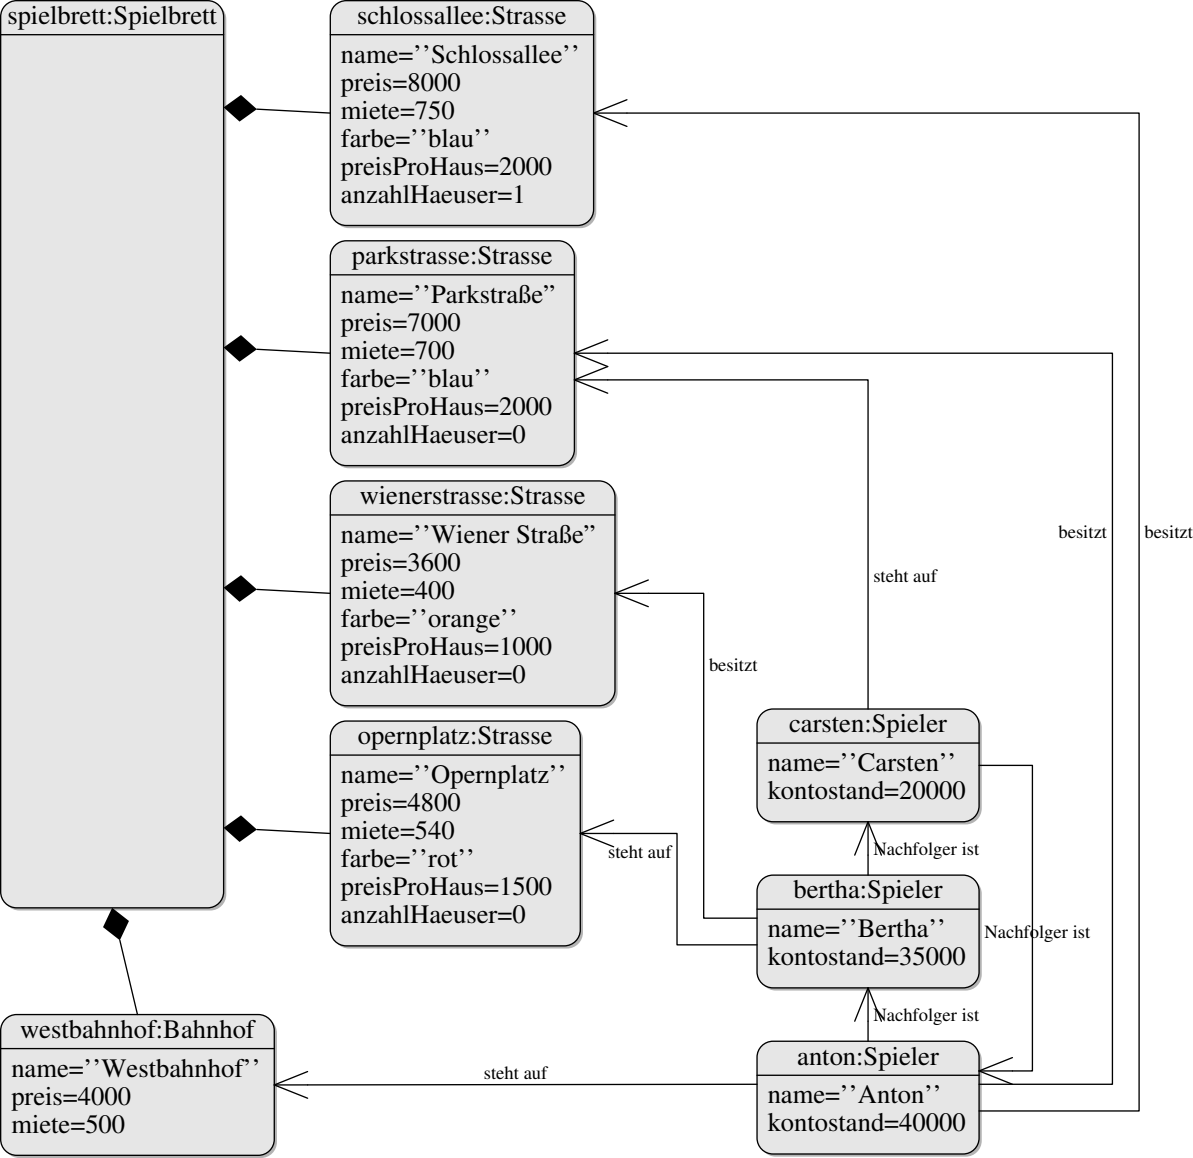 spielbrett:Spielbrett
schlossallee:Strasse
name=’’Schlossallee’’
preis=8000
miete=750
farbe=’’blau’’
preisProHaus=2000
anzahlHaeuser=1
parkstrasse:Strasse
name=’’Parkstraße”
preis=7000
miete=700
farbe=’’blau’’
preisProHaus=2000
anzahlHaeuser=0
wienerstrasse:Strasse
name=’’Wiener Straße”
preis=3600
miete=400
farbe=’’orange’’
preisProHaus=1000
anzahlHaeuser=0
besitzt
besitzt
steht auf
besitzt
opernplatz:Strasse
name=’’Opernplatz’’
preis=4800
miete=540
farbe=’’rot’’
preisProHaus=1500
anzahlHaeuser=0
steht auf
carsten:Spieler
name=’’Carsten’’
kontostand=20000
Nachfolger ist
bertha:Spieler
name=’’Bertha’’
kontostand=35000
Nachfolger ist
Nachfolger ist
westbahnhof:Bahnhof
name=’’Westbahnhof’’
preis=4000
miete=500
steht auf
anton:Spieler
name=’’Anton’’
kontostand=40000